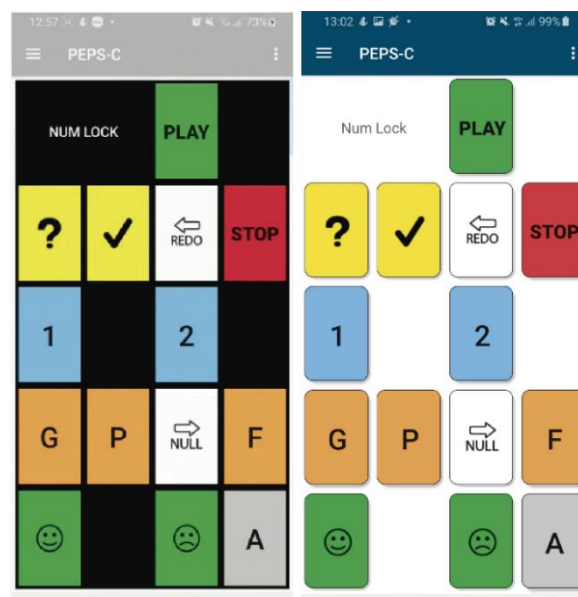 12:57
73%
PEPS-C
NUM LOCK
PLAY
?
REDO
STOP
1
2
G
P
NULL
F
A
13:02
99%
PEPS-C
Num Lock
PLAY
?
REDO
STOP
1
2
G
P
NULL
F
A